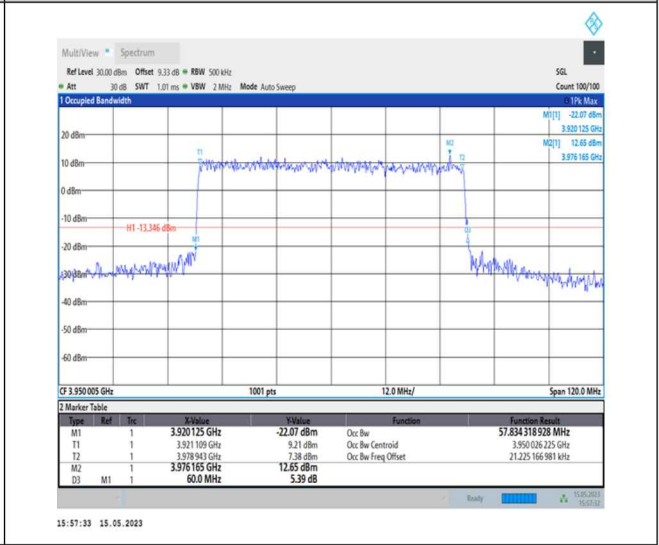 MultiView Spectrum
Ref Level 30.00 dBm Offset 9.33 dB RBW 500 kHz SGL
Att 30 dB SWT 1.01 ms VBW 2 MHz Mode Auto Sweep Count 100/100
1 Occupied Bandwidth 1Pk Max
M1[1] -22.07 dBm
3.920 125 GHz
20 dBm
M2[1] 12.65 dBm
3.976 165 GHz
M2
T1
T2
10 dBm
0 dBm
-10 dBm
H1 -13.346 dBm
D3
M1
-20 dBm
-30 dBm
-40 dBm
-50 dBm
-60 dBm
CF 3.950 005 GHz 1001 pts 12.0 MHz/ Span 120.0 MHz
2 Marker Table
Type Ref Trc X-Value Y-Value Function Function Result
M1 1 3.920 125 GHz -22.07 dBm Occ Bw 57.834 318 928 MHz
T1 1 3.921 109 GHz 9.21 dBm Occ Bw Centroid 3.950 026 225 GHz
T2 1 3.978 943 GHz 7.38 dBm Occ Bw Freq Offset 21.225 166 981 kHz
M2 1 3.976 165 GHz 12.65 dBm
D3 M1 1 60.0 MHz 5.39 dB
Ready 15.05.2023
15:57:32
15:57:33 15.05.2023